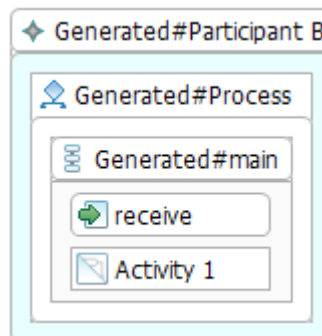 Generated#Participant B
Generated#Process
Generated#main
receive
Activity 1